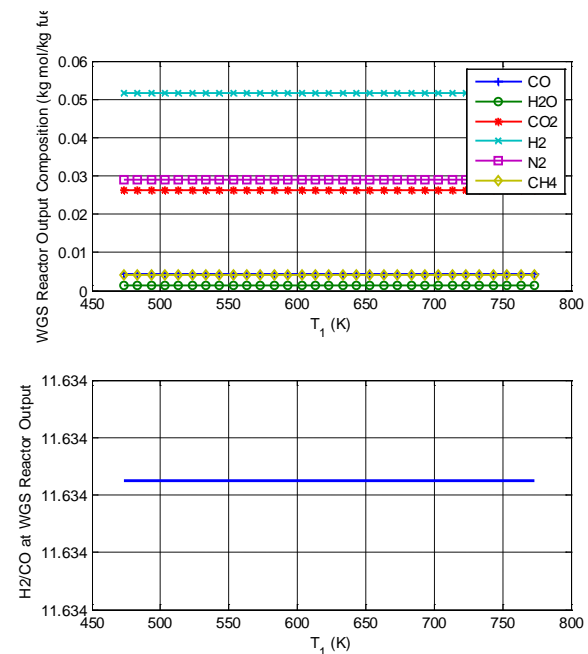 WGS Reactor Output Composition (kg mol/kg fue
0.06
0.05
0.04
0.03
0.02
0.01
0
CO
H2O
CO2
H2
N2
CH4
450 500 550 600 650 700 750 800
T1 (K)
H2/CO at WGS Reactor Output
11.634
11.634
11.634
11.634
11.634
450 500 550 600 650 700 750 800
T1 (K)